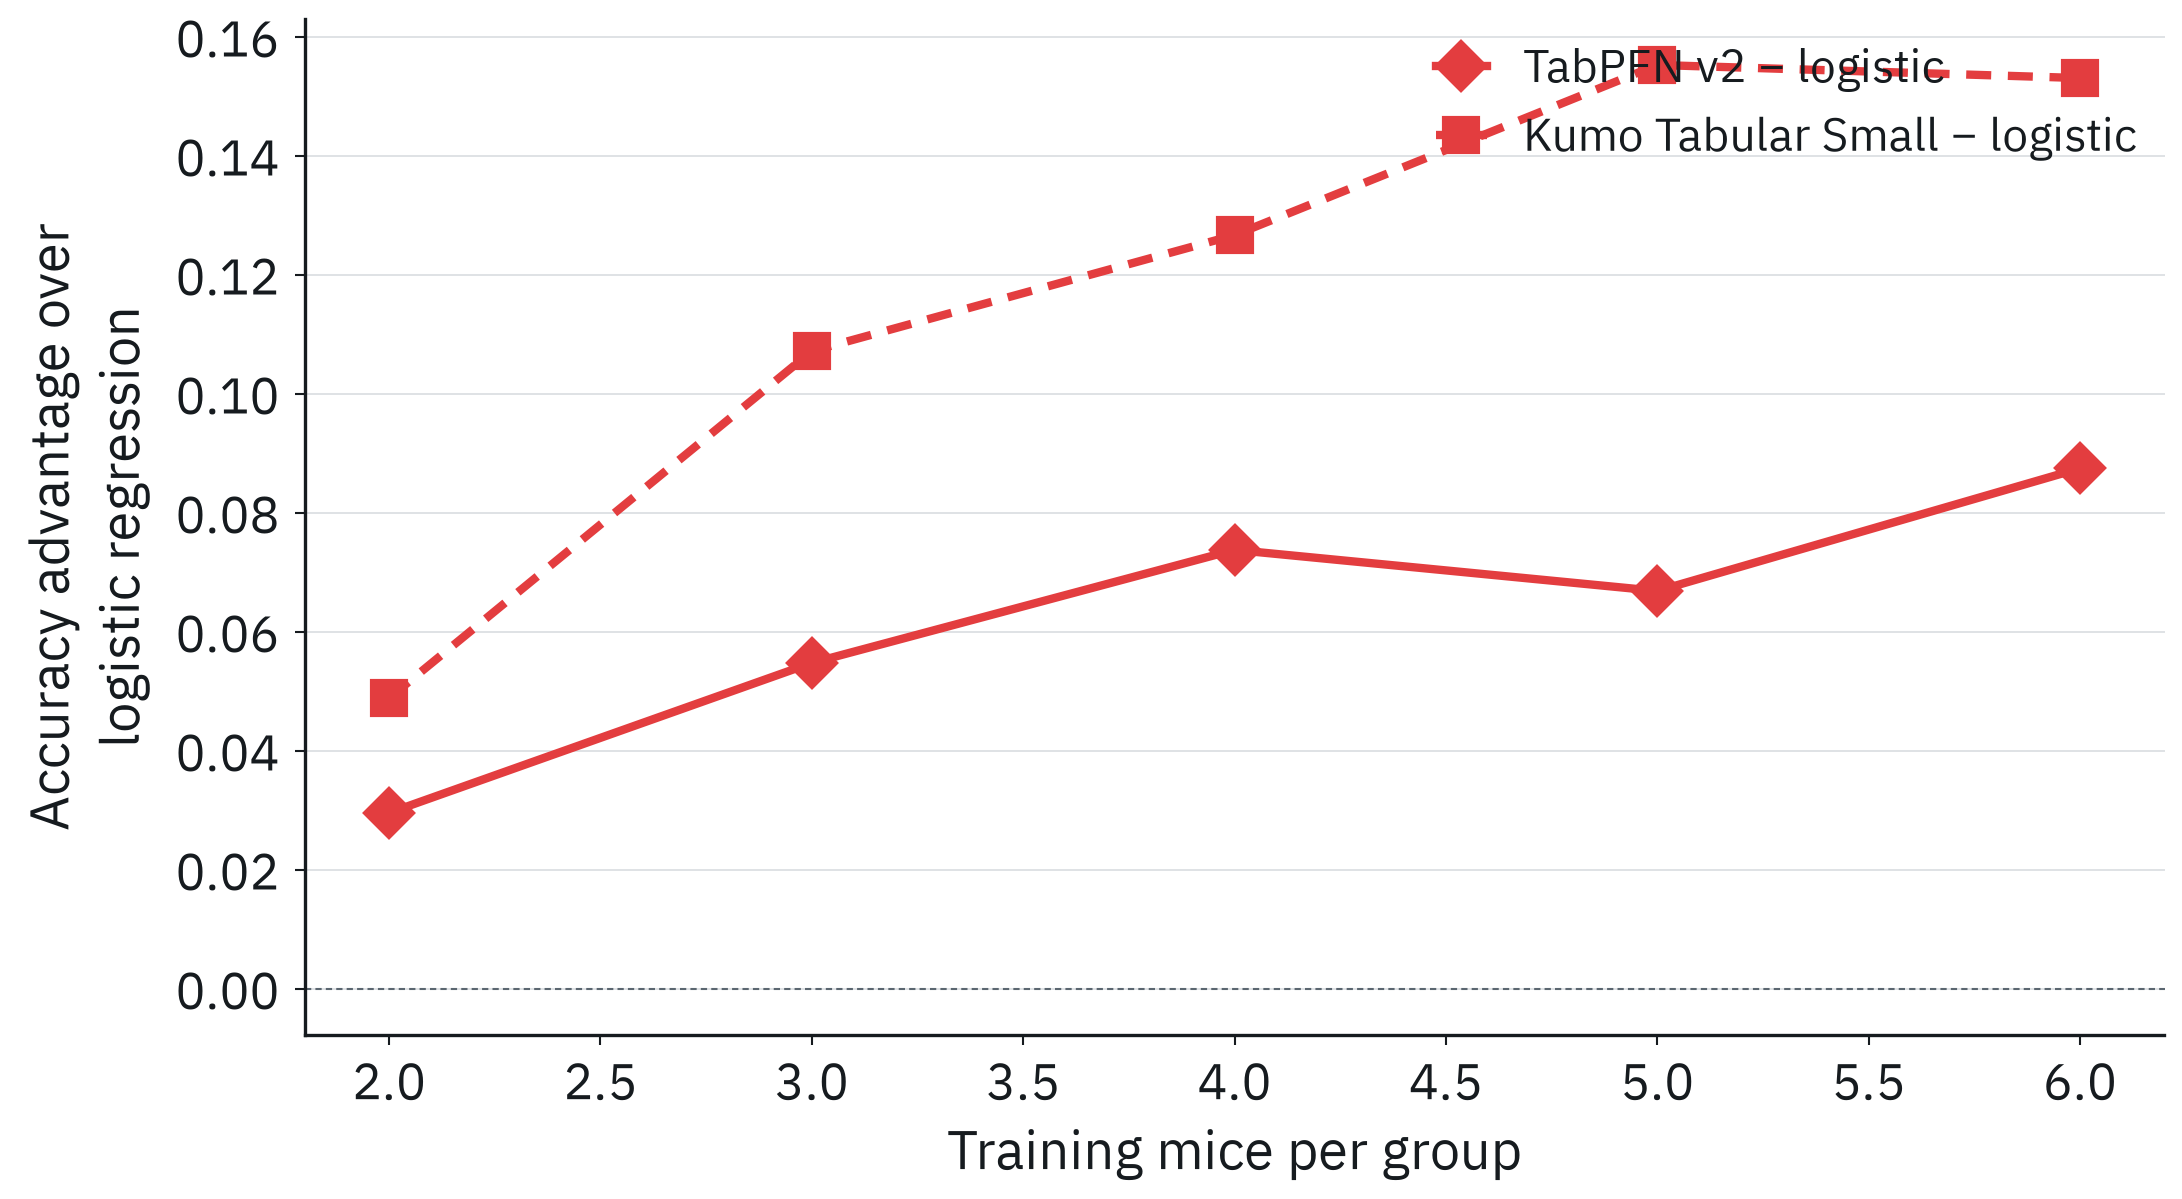 0.16
0.14
0.12
0.10
0.08
0.06
0.04
0.02
0.00
Accuracy advantage over
logistic regression
TabPFN v2 – logistic
Kumo Tabular Small – logistic
2.0 2.5 3.0 3.5 4.0 4.5 5.0 5.5 6.0
Training mice per group